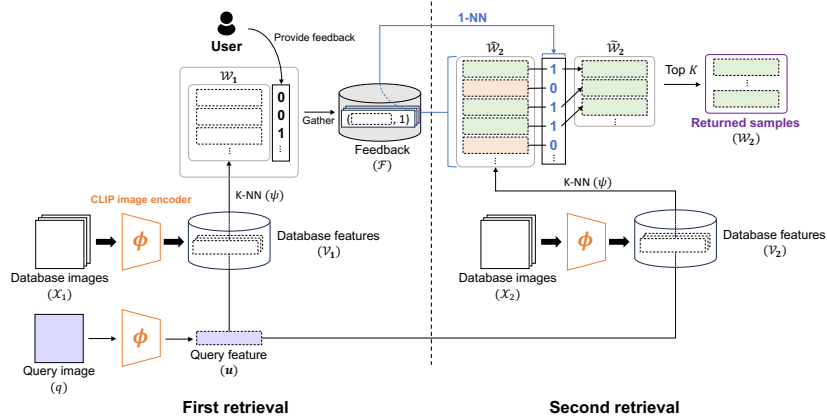 User
Provide feedback
𝒲₁
0
0
1
⋮
⋮
Gather
( , 1)
Feedback
(ℱ)
K-NN (ψ)
CLIP image encoder
ϕ
Database images
(𝒳₁)
Database features
(𝒱₁)
ϕ
Query image
(q)
Query feature
(𝒖)
First retrieval
1-NN
𝒲̂₂
1
0
1
1
0
⋮
⋮
𝒲̃₂
⋮
Top K
⋮
Returned samples
(𝒲₂)
K-NN (ψ)
ϕ
Database images
(𝒳₂)
Database features
(𝒱₂)
Second retrieval